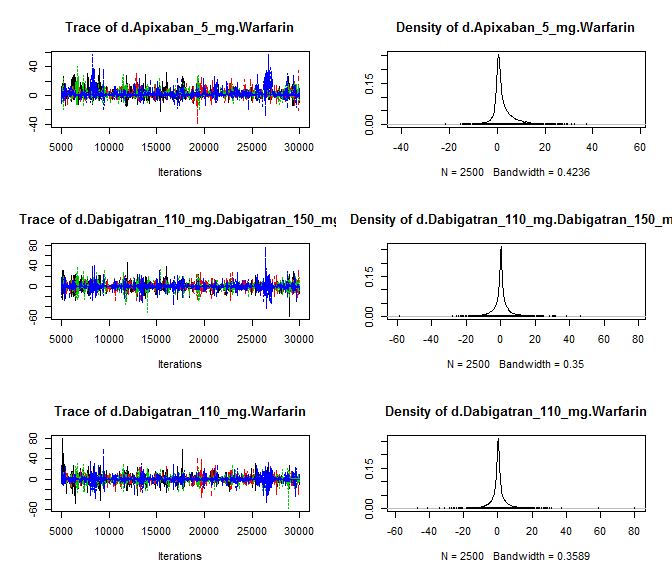 Trace of d.Apixaban_5_mg.Warfarin
-40 0 40
5000 10000 15000 20000 25000 30000
Iterations
Density of d.Apixaban_5_mg.Warfarin
0.00 0.15
-40 -20 0 20 40 60
N = 2500 Bandwidth = 0.4236
Trace of d.Dabigatran_110_mg.Dabigatran_150_mg
-60 0 40 80
5000 10000 15000 20000 25000 30000
Iterations
Density of d.Dabigatran_110_mg.Dabigatran_150_m
0.00 0.15
-60 -40 -20 0 20 40 60 80
N = 2500 Bandwidth = 0.35
Trace of d.Dabigatran_110_mg.Warfarin
-60 0 40 80
5000 10000 15000 20000 25000 30000
Iterations
Density of d.Dabigatran_110_mg.Warfarin
0.00 0.15
-60 -40 -20 0 20 40 60 80
N = 2500 Bandwidth = 0.3589